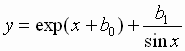 y = exp(x + b₀) + b₁/sin x